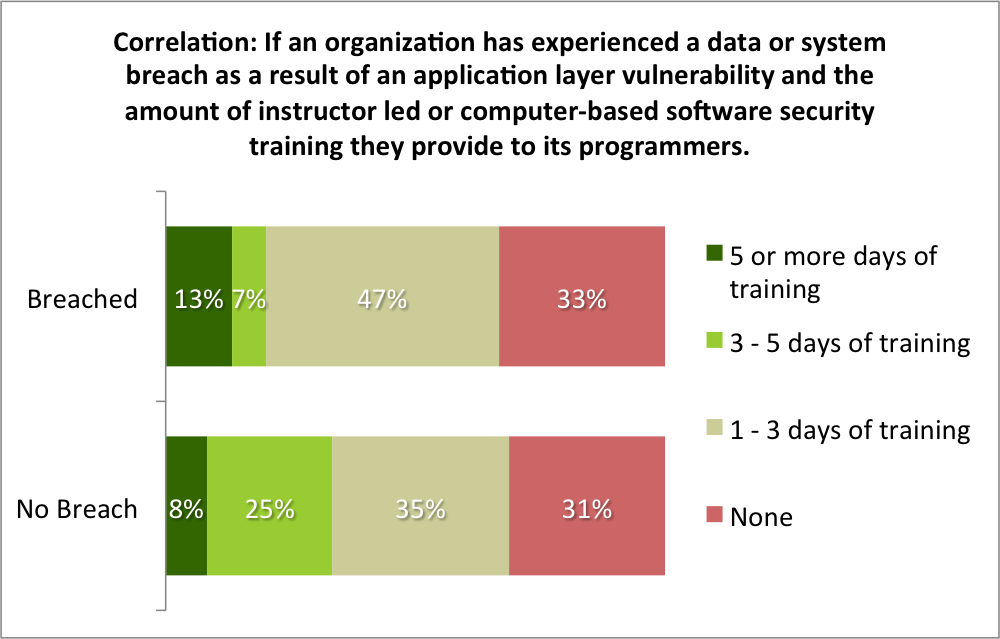 Correlation: If an organization has experienced a data or system
breach as a result of an application layer vulnerability and the
amount of instructor led or computer-based software security
training they provide to its programmers.
Breached
13% 7% 47% 33%
No Breach
8% 25% 35% 31%
5 or more days of
training
3 - 5 days of training
1 - 3 days of training
None